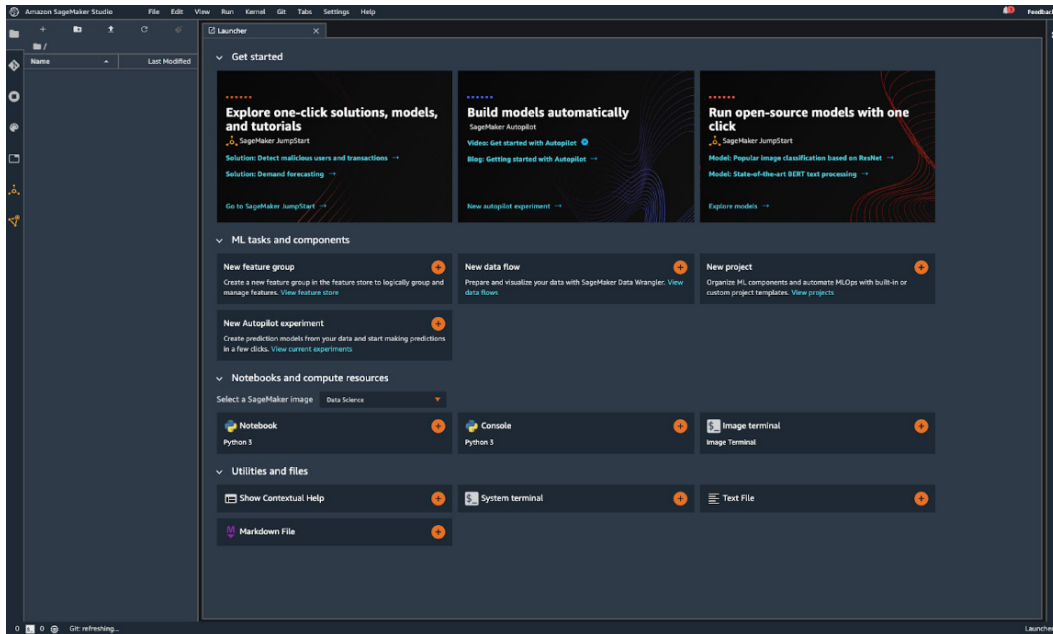 Amazon SageMaker Studio File Edit View Run Kernel Git Tabs Settings Help
Feedback
Launcher
/
Name Last Modified
Get started
Explore one-click solutions, models,
and tutorials
SageMaker JumpStart
Solution: Detect malicious users and transactions →
Solution: Demand forecasting →
Go to SageMaker JumpStart →
Build models automatically
SageMaker Autopilot
Video: Get started with Autopilot
Blog: Getting started with Autopilot →
New autopilot experiment →
Run open-source models with one
click
SageMaker JumpStart
Model: Popular image classification based on ResNet →
Model: State-of-the-art BERT text processing →
Explore models →
ML tasks and components
New feature group
Create a new feature group in the feature store to logically group and
manage features. View feature store
New data flow
Prepare and visualize your data with SageMaker Data Wrangler. View
data flows
New project
Organize ML components and automate MLOps with built-in or
custom project templates. View projects
New Autopilot experiment
Create prediction models from your data and start making predictions
in a few clicks. View current experiments
Notebooks and compute resources
Select a SageMaker image Data Science
Notebook
Python 3
Console
Python 3
$_ Image terminal
Image Terminal
Utilities and files
Show Contextual Help
$_ System terminal
Text File
M Markdown File
0 $_ 0 Git: refreshing...
Launcher